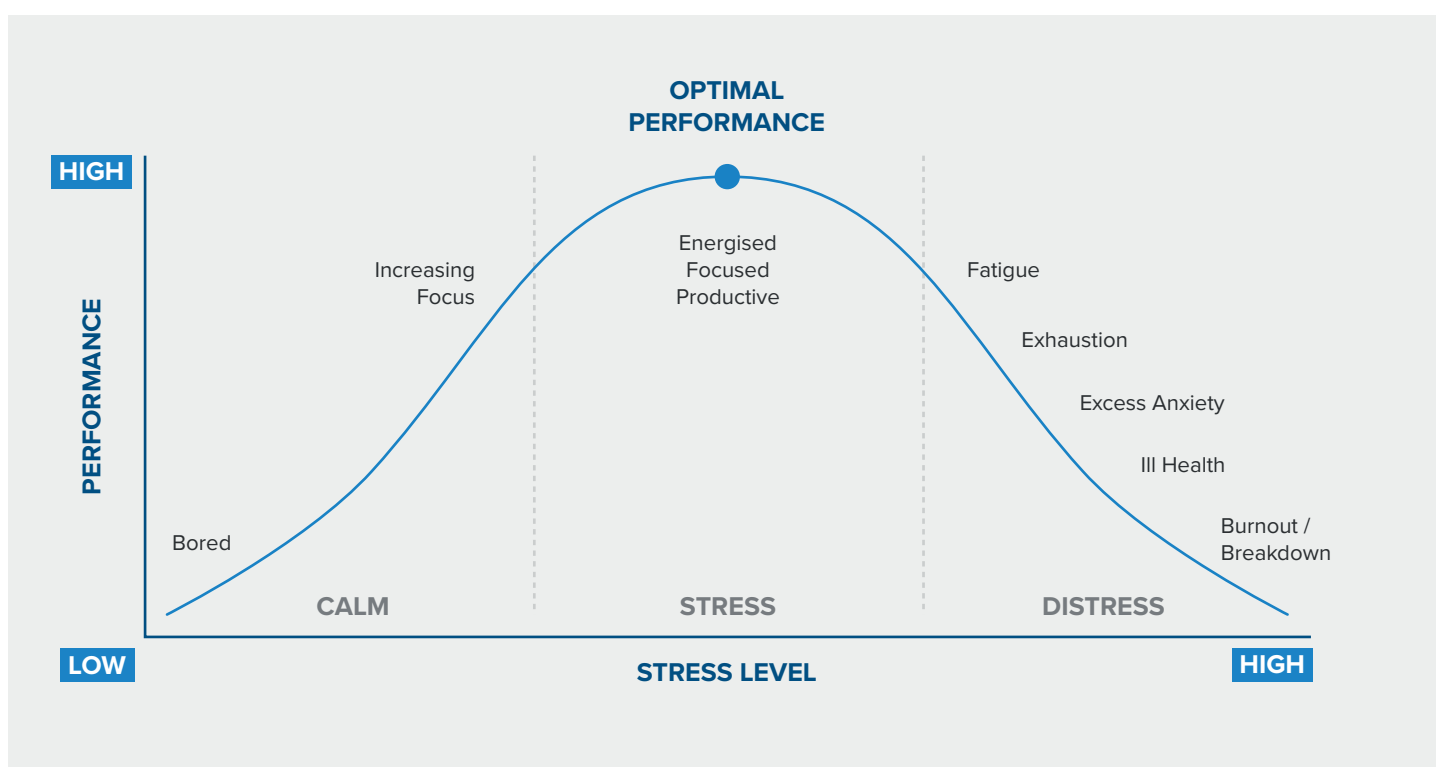 OPTIMAL
PERFORMANCE
HIGH
PERFORMANCE
Increasing
Focus
Energised
Focused
Productive
Fatigue
Exhaustion
Excess Anxiety
Ill Health
Burnout /
Breakdown
Bored
CALM
STRESS
DISTRESS
LOW
STRESS LEVEL
HIGH